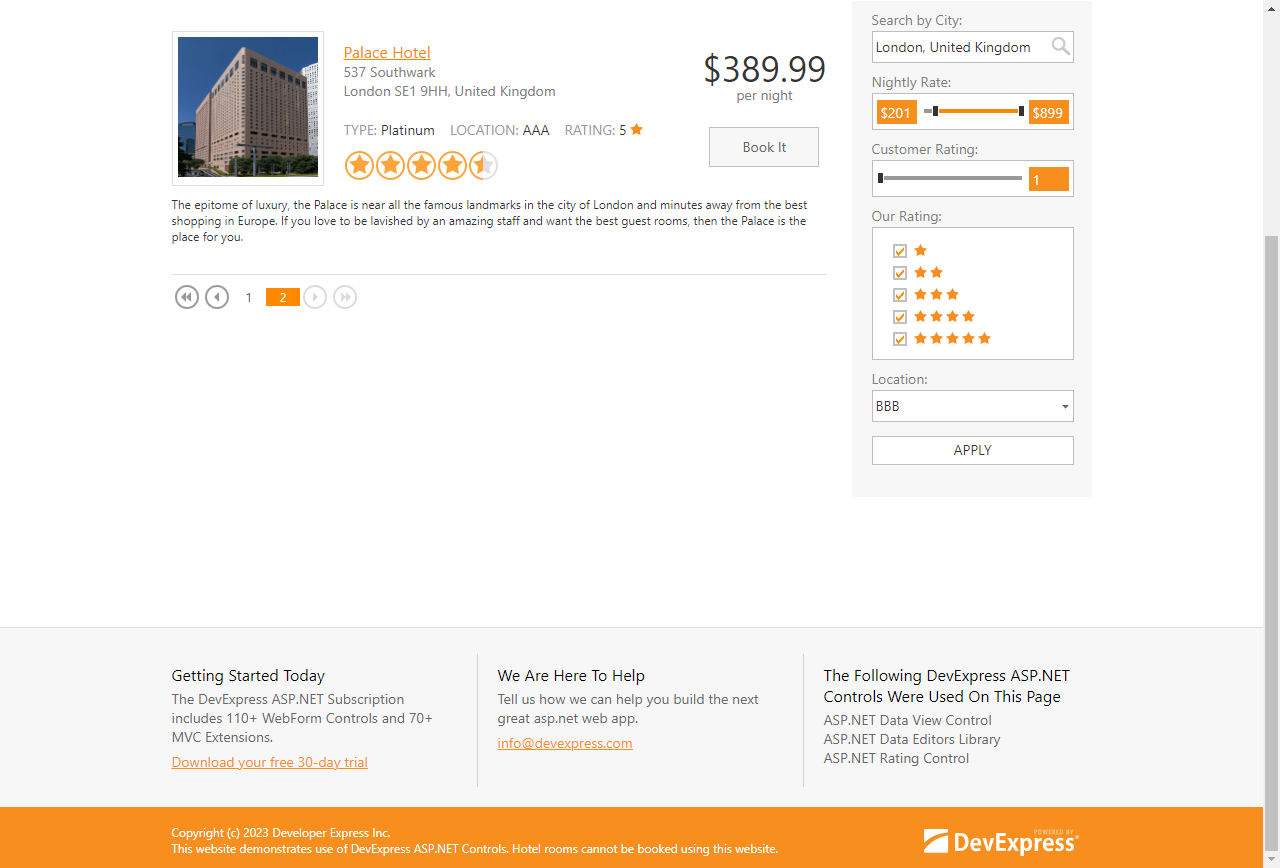 Palace Hotel
537 Southwark
London SE1 9HH, United Kingdom
$389.99
per night
TYPE: Platinum LOCATION: AAA RATING: 5
Book It
The epitome of luxury, the Palace is near all the famous landmarks in the city of London and minutes away from the best
shopping in Europe. If you love to be lavished by an amazing staff and want the best guest rooms, then the Palace is the
place for you.
1 2
Search by City:
London, United Kingdom
Nightly Rate:
$201 $899
Customer Rating:
1
Our Rating:
Location:
BBB
APPLY
Getting Started Today
The DevExpress ASP.NET Subscription
includes 110+ WebForm Controls and 70+
MVC Extensions.
Download your free 30-day trial
We Are Here To Help
Tell us how we can help you build the next
great asp.net web app.
info@devexpress.com
The Following DevExpress ASP.NET
Controls Were Used On This Page
ASP.NET Data View Control
ASP.NET Data Editors Library
ASP.NET Rating Control
Copyright (c) 2023 Developer Express Inc.
This website demonstrates use of DevExpress ASP.NET Controls. Hotel rooms cannot be booked using this website.
POWERED BY
DevExpress